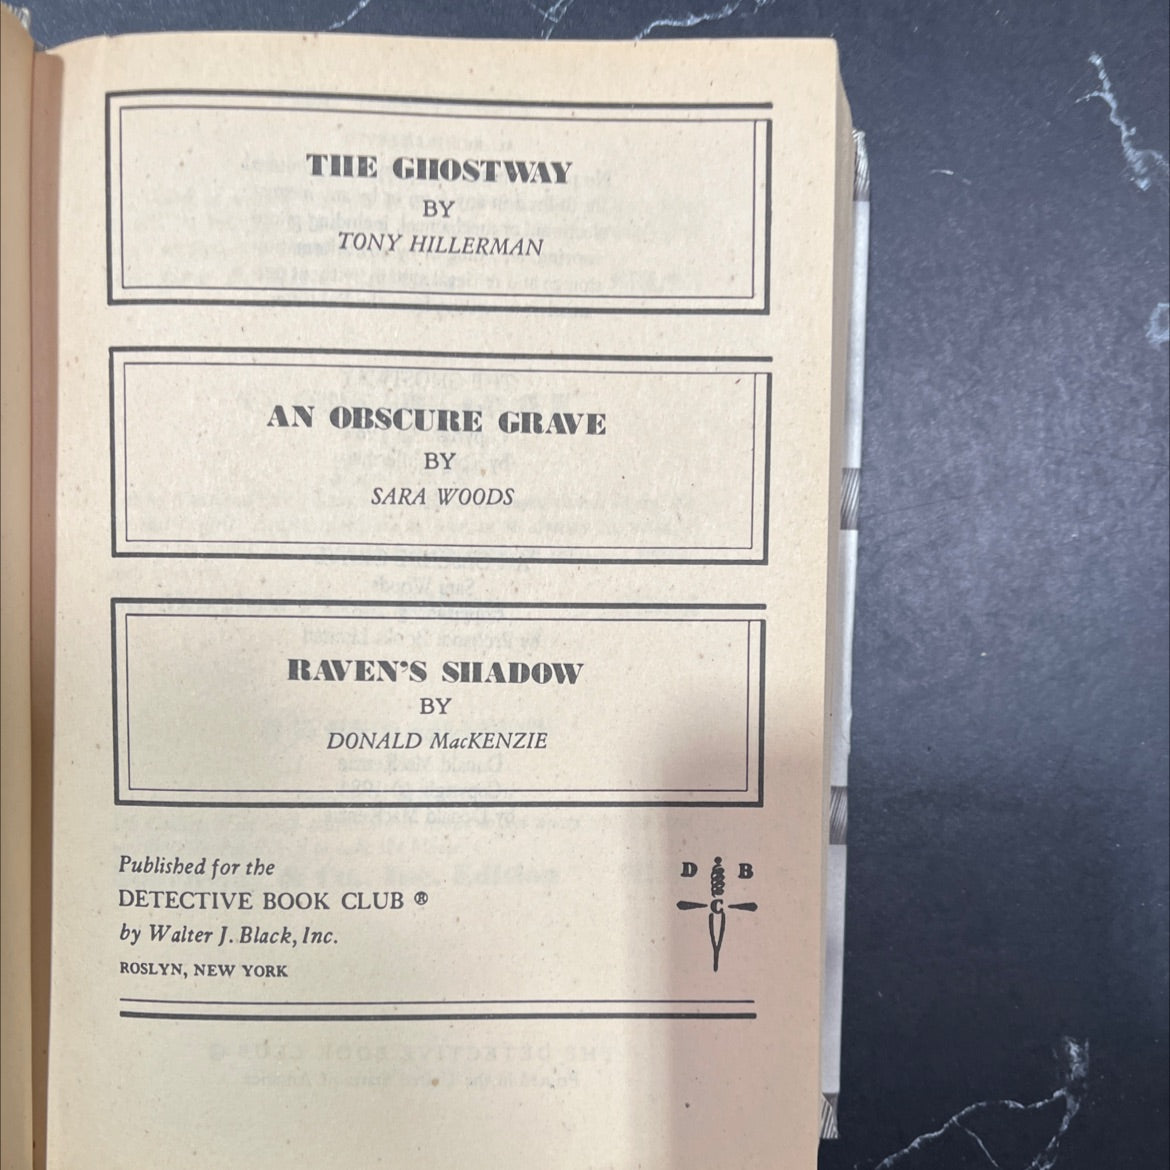 THE GHOSTWAY
BY
TONY HILLERMAN
AN OBSCURE GRAVE
BY
SARA WOODS
RAVEN'S SHADOW
BY
DONALD MacKENZIE
Published for the
DETECTIVE BOOK CLUB ®
by Walter J. Black, Inc.
ROSLYN, NEW YORK
D B
C